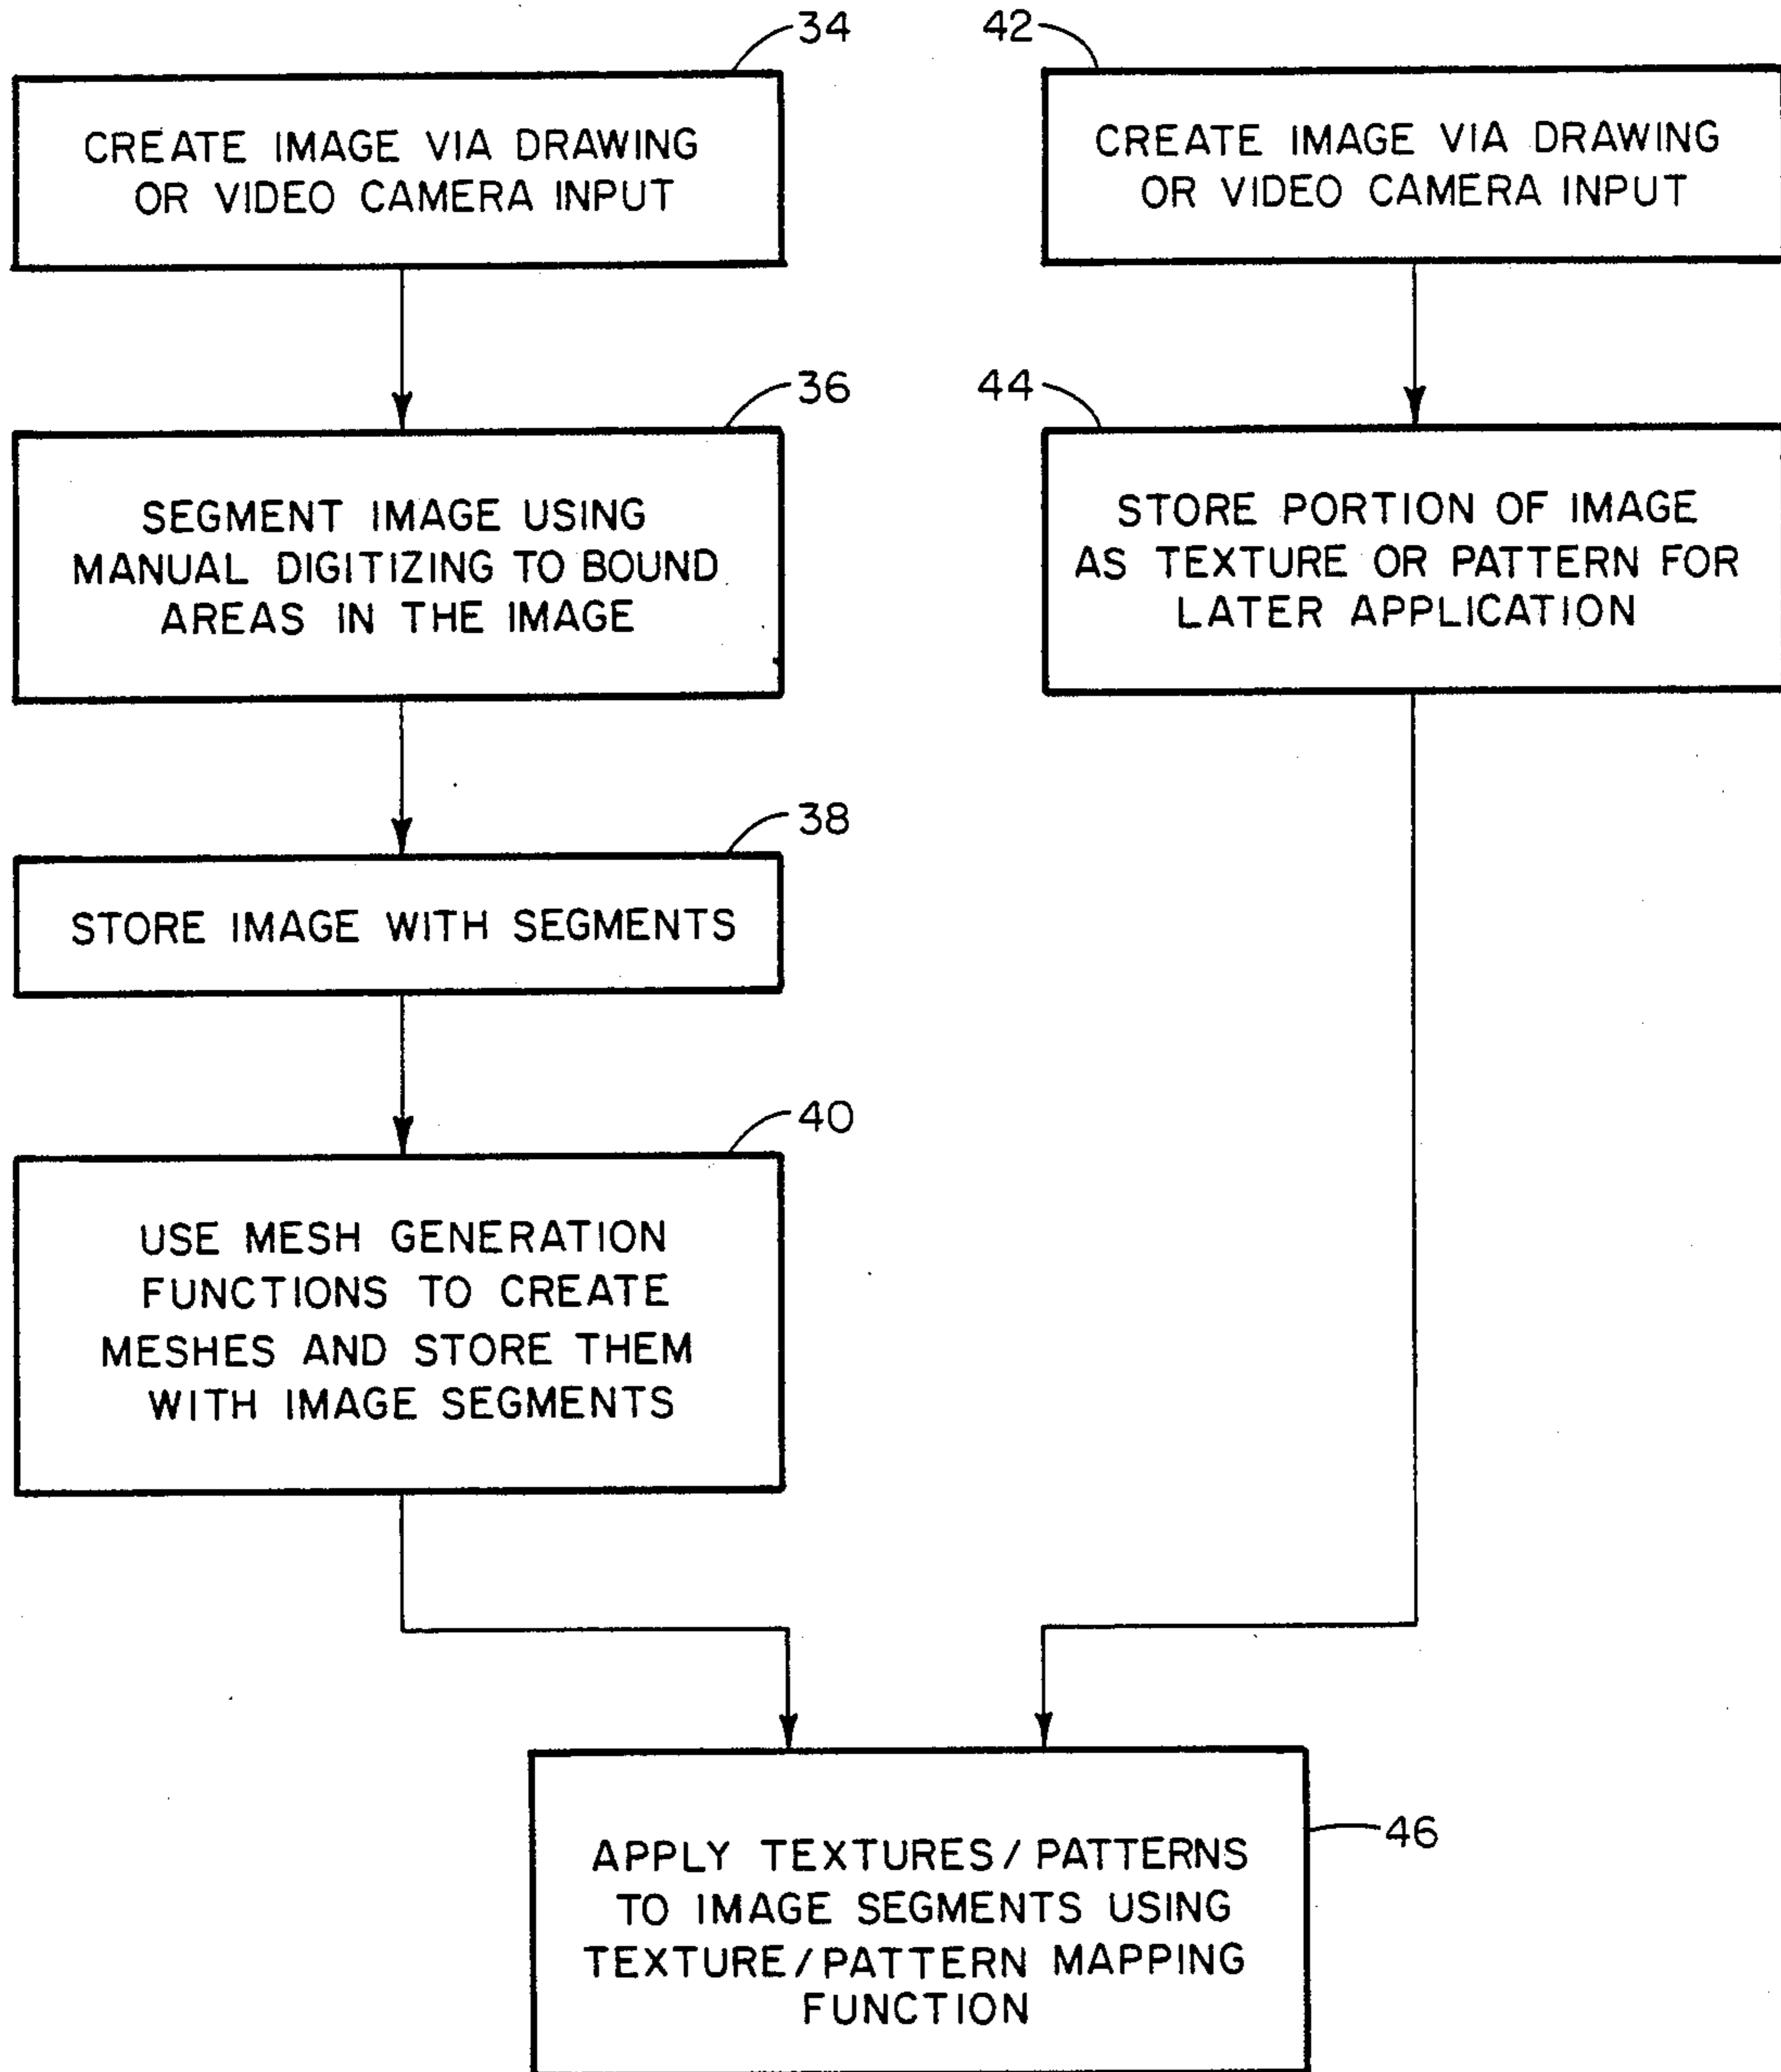 34
CREATE IMAGE VIA DRAWING
OR VIDEO CAMERA INPUT
36
SEGMENT IMAGE USING
MANUAL DIGITIZING TO BOUND
AREAS IN THE IMAGE
38
STORE IMAGE WITH SEGMENTS
40
USE MESH GENERATION
FUNCTIONS TO CREATE
MESHES AND STORE THEM
WITH IMAGE SEGMENTS
42
CREATE IMAGE VIA DRAWING
OR VIDEO CAMERA INPUT
44
STORE PORTION OF IMAGE
AS TEXTURE OR PATTERN FOR
LATER APPLICATION
46
APPLY TEXTURES/PATTERNS
TO IMAGE SEGMENTS USING
TEXTURE/PATTERN MAPPING
FUNCTION